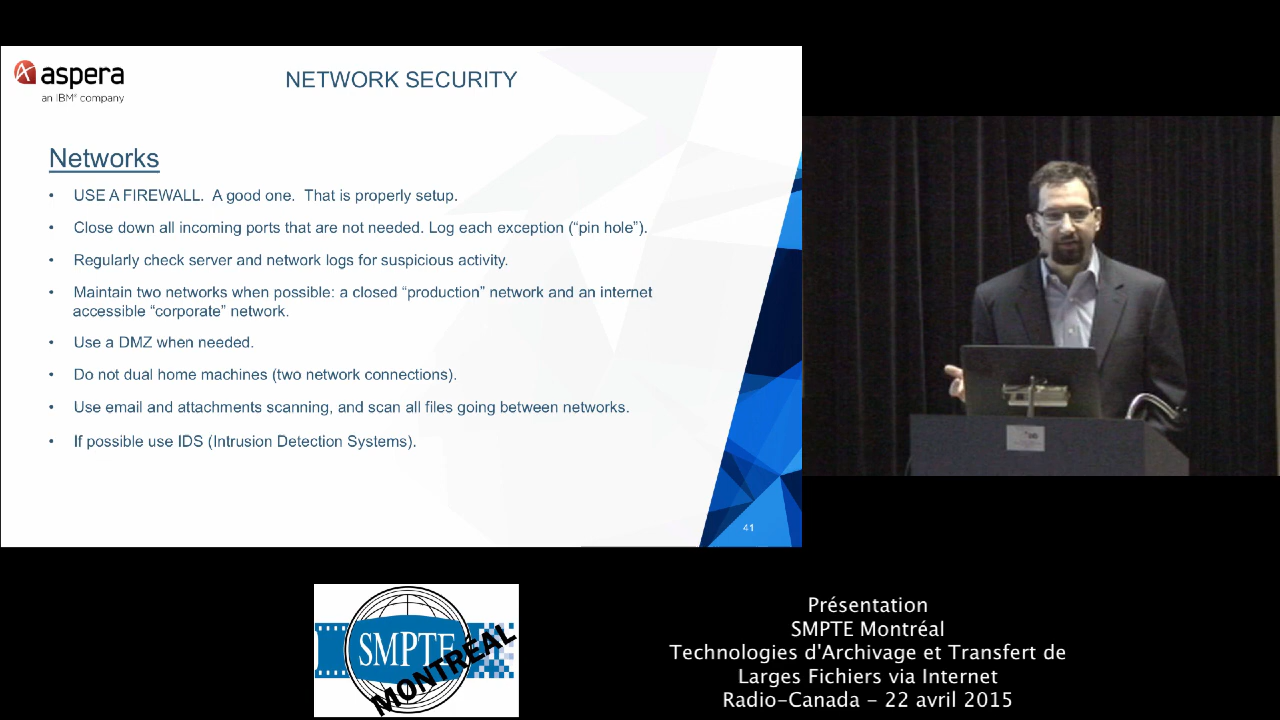 aspera
an IBM® company
NETWORK SECURITY
Networks
• USE A FIREWALL. A good one. That is properly setup.
• Close down all incoming ports that are not needed. Log each exception (“pin hole”).
• Regularly check server and network logs for suspicious activity.
• Maintain two networks when possible: a closed “production” network and an internet
accessible “corporate” network.
• Use a DMZ when needed.
• Do not dual home machines (two network connections).
• Use email and attachments scanning, and scan all files going between networks.
• If possible use IDS (Intrusion Detection Systems).
41
SMPTE
MONTRÉAL
Présentation
SMPTE Montréal
Technologies d'Archivage et Transfert de
Larges Fichiers via Internet
Radio-Canada - 22 avril 2015